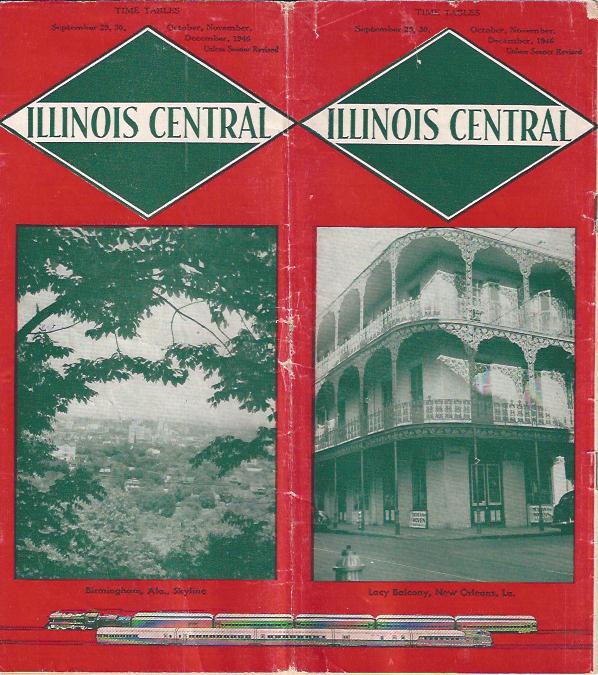 TIME TABLES
September 29, 30, October, November,
December, 1946
Unless Sooner Revised
ILLINOIS CENTRAL
Birmingham, Ala., Skyline
TIME TABLES
September 29, 30, October, November,
December, 1946
Unless Sooner Revised
ILLINOIS CENTRAL
Lacy Balcony, New Orleans, La.